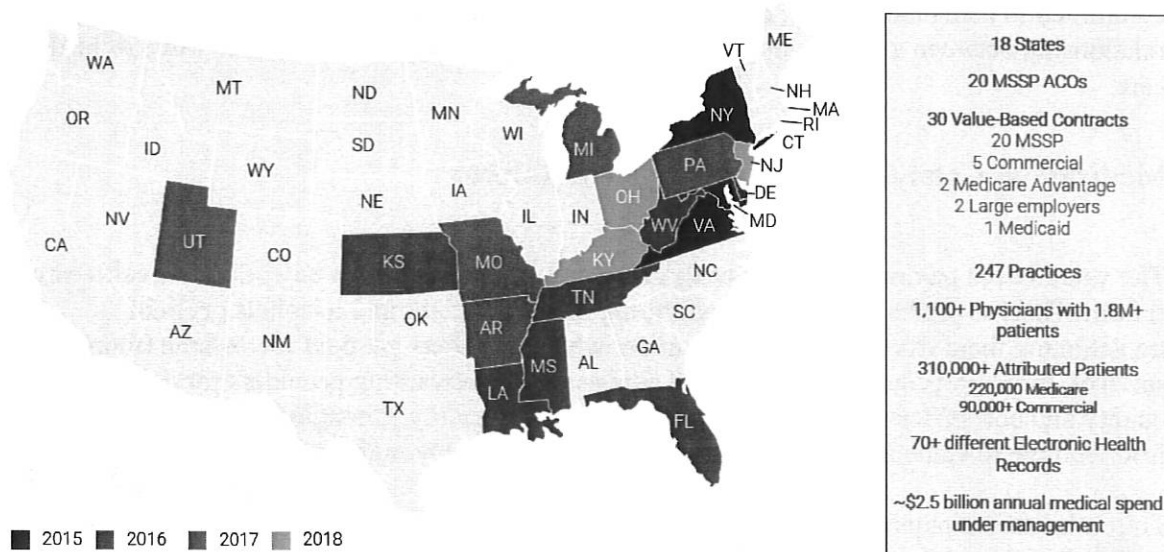 WA
MT
ND
MN
VT
ME
NH
MA
RI
CT
OR
ID
WY
SD
WI
MI
NY
PA
NJ
NE
IA
IL
IN
OH
DE
MD
NV
UT
CO
KS
MO
KY
WV
VA
CA
AZ
NM
OK
AR
TN
NC
SC
TX
LA
MS
AL
GA
FL
2015 2016 2017 2018
18 States
20 MSSP ACOs
30 Value-Based Contracts
20 MSSP
5 Commercial
2 Medicare Advantage
2 Large employers
1 Medicaid
247 Practices
1,100+ Physicians with 1.8M+
patients
310,000+ Attributed Patients
220,000 Medicare
90,000+ Commercial
70+ different Electronic Health
Records
~$2.5 billion annual medical spend
under management